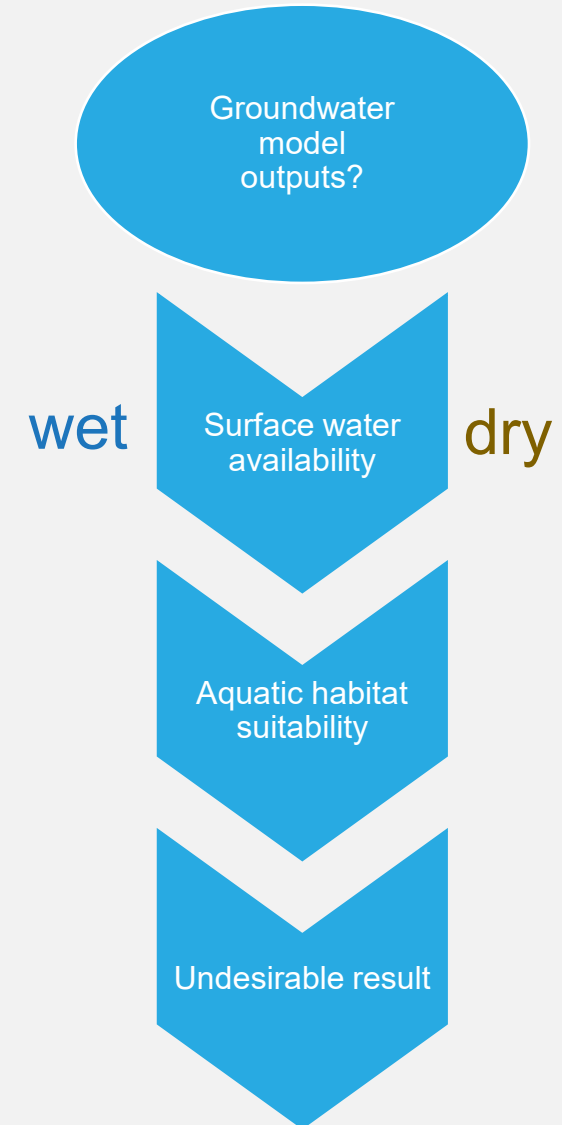 Groundwater
model
outputs?
wet
Surface water
availability
dry
Aquatic habitat
suitability
Undesirable result